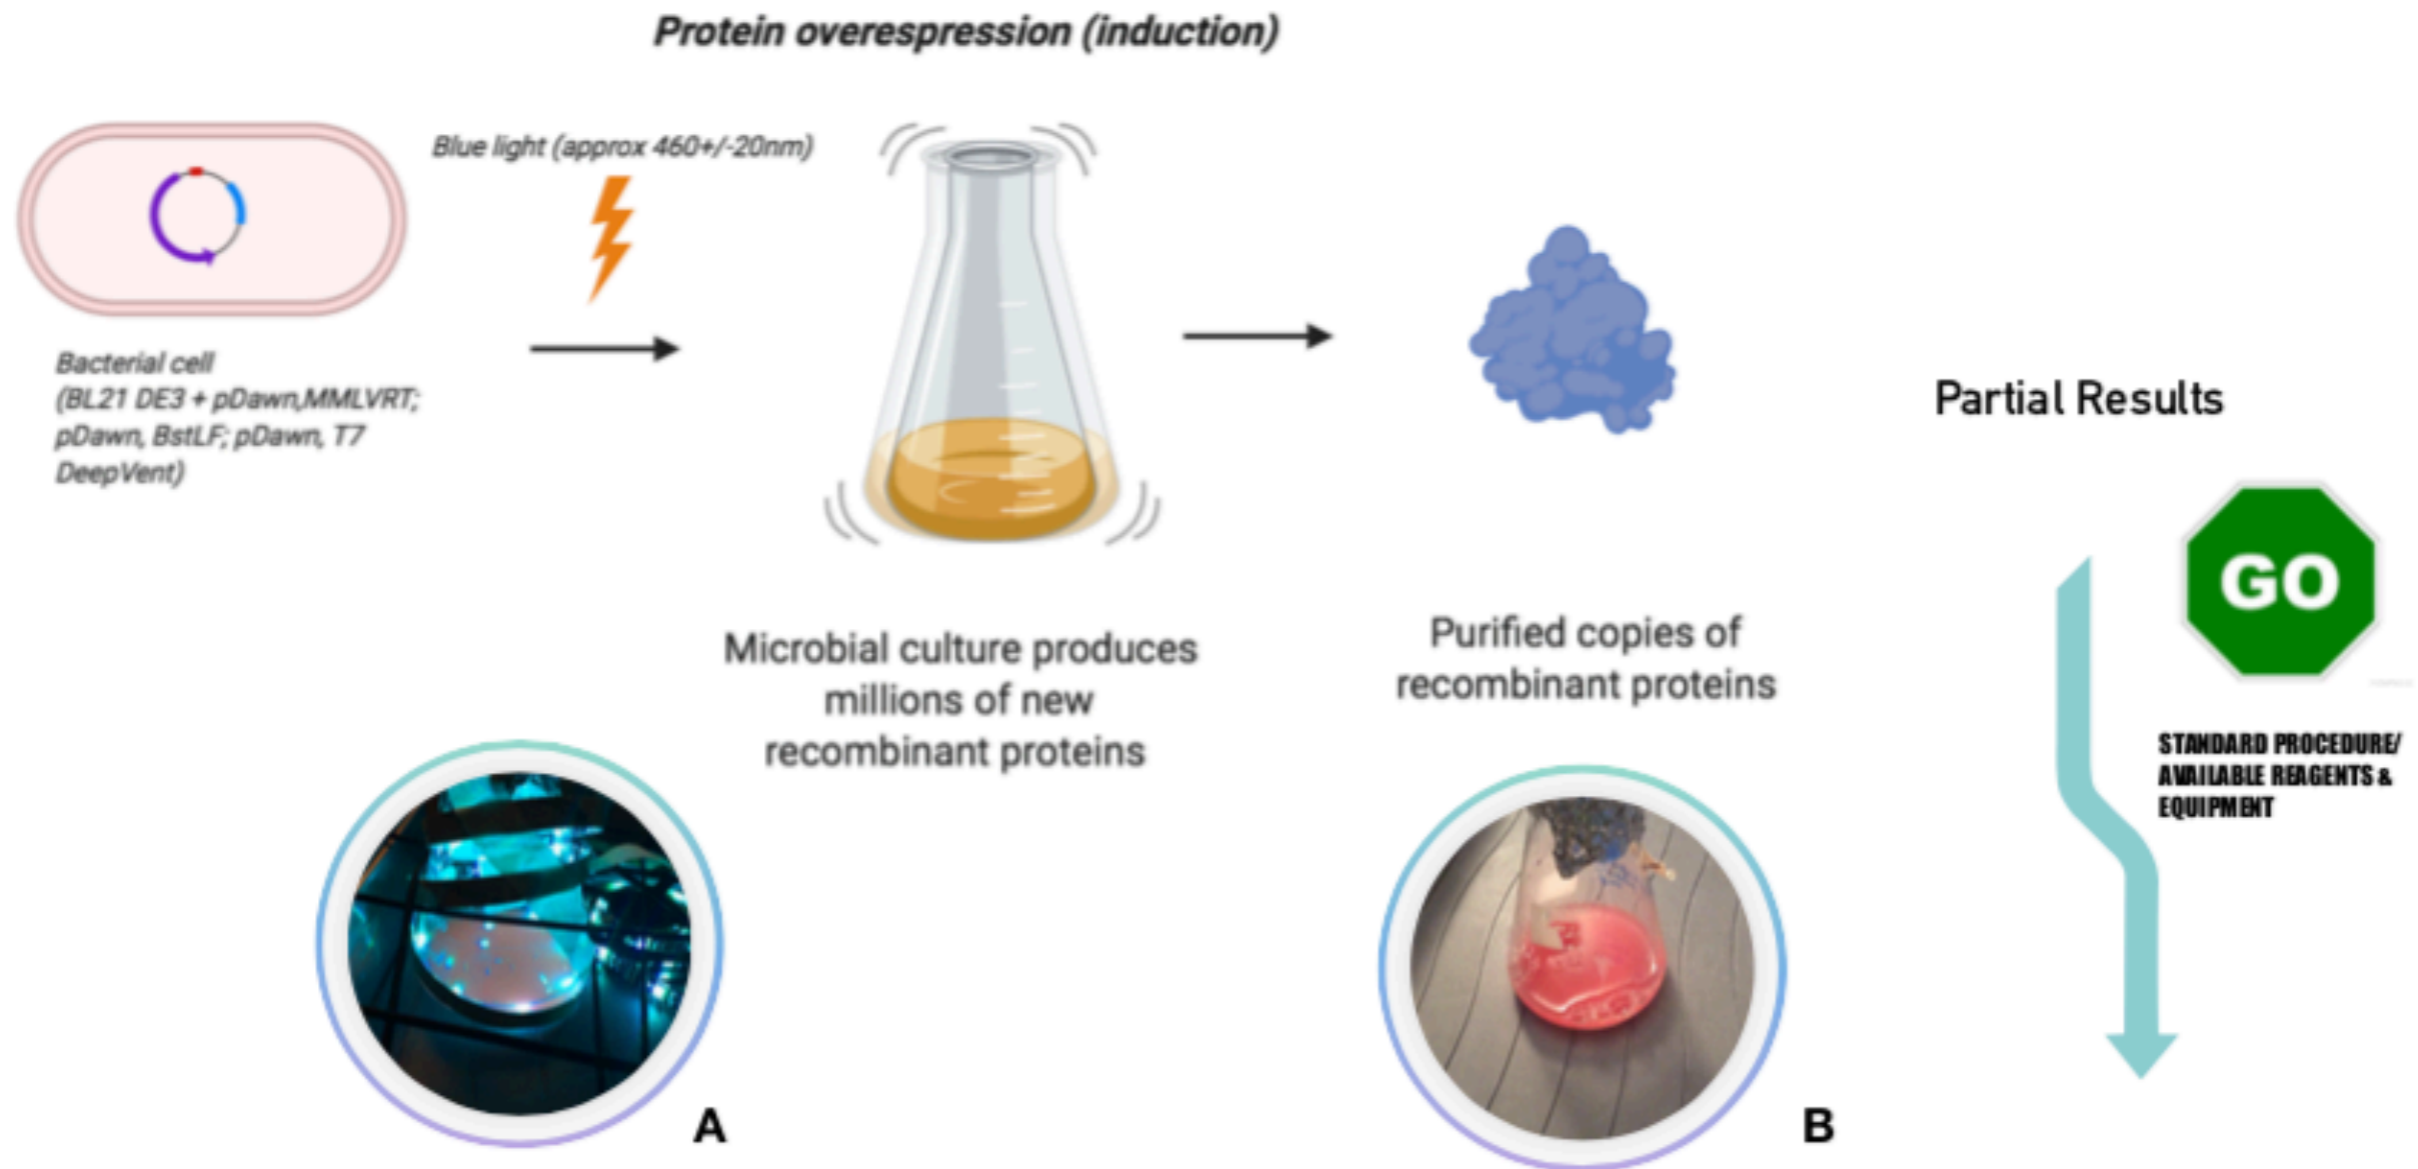 Protein overespression (induction)
Blue light (approx 460+/-20nm)
Bacterial cell
(BL21 DE3 + pDawn,MMLVRT;
pDawn, BstLF; pDawn, T7
DeepVent)
Microbial culture produces
millions of new
recombinant proteins
Purified copies of
recombinant proteins
Partial Results
GO
STANDARD PROCEDURE/
AVAILABLE REAGENTS &
EQUIPMENT
A
B